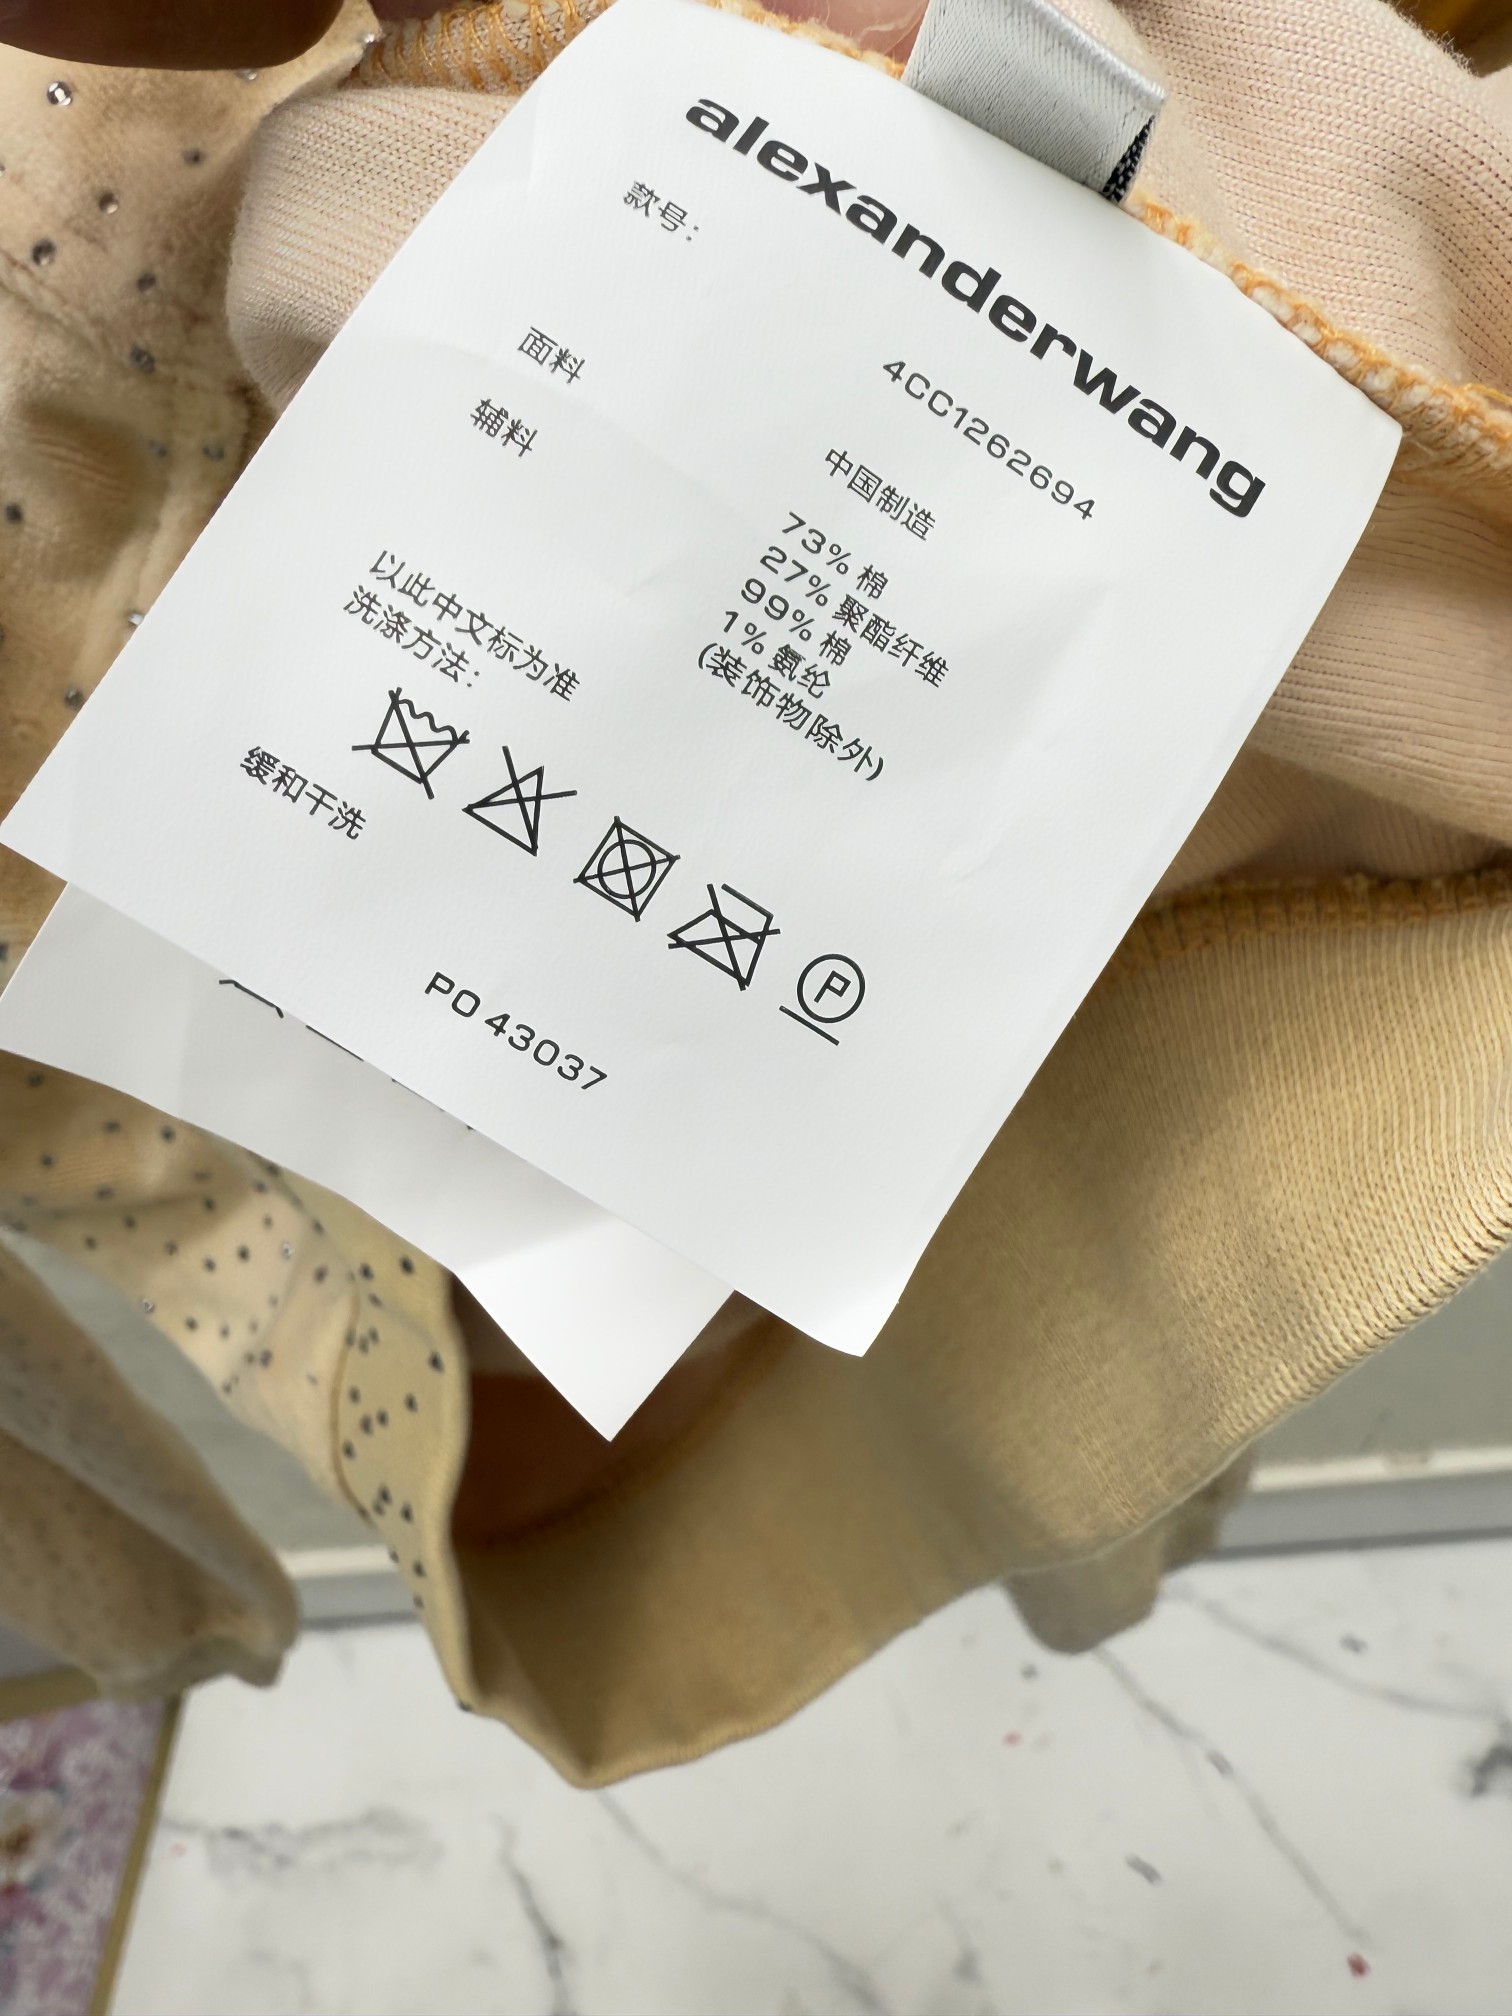 alexanderwang
款号:
4CC1262694
中国制造
面料
73% 棉
27% 聚酯纤维
辅料
99% 棉
1% 氨纶
(装饰物除外)
以此中文标为准
洗涤方法:
P
缓和干洗
PO 43037